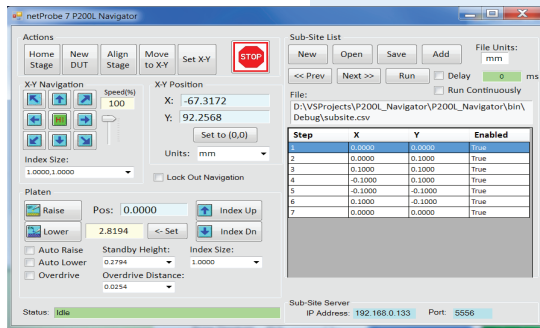 netProbe 7 P200L Navigator
Actions
Home Stage
New DUT
Align Stage
Move to X-Y
Set X-Y
STOP
X-Y Navigation
Speed(%)
100
HI
Index Size:
1.0000,1.0000
X-Y Position
X: -67.3172
Y: 92.2568
Set to (0,0)
Units: mm
Lock Out Navigation
Platen
Raise
Pos: 0.0000
Index Up
Lower
2.8194
<- Set
Index Dn
Auto Raise
Auto Lower
Overdrive
Standby Height:
0.2794
Index Size:
1.0000
Overdrive Distance:
0.0254
Status: Idle
Sub-Site List
New
Open
Save
Add
File Units:
mm
<< Prev
Next >>
Run
Delay
0 ms
Run Continuously
File:
D:\VSProjects\P200L_Navigator\P200L_Navigator\bin\
Debug\subsite.csv
Step X Y Enabled
1 0.0000 0.0000 True
2 0.0000 0.1000 True
3 0.1000 0.1000 True
4 -0.1000 0.1000 True
5 -0.1000 -0.1000 True
6 0.1000 -0.1000 True
7 0.0000 0.0000 True
Sub-Site Server
IP Address: 192.168.0.133 Port: 5556